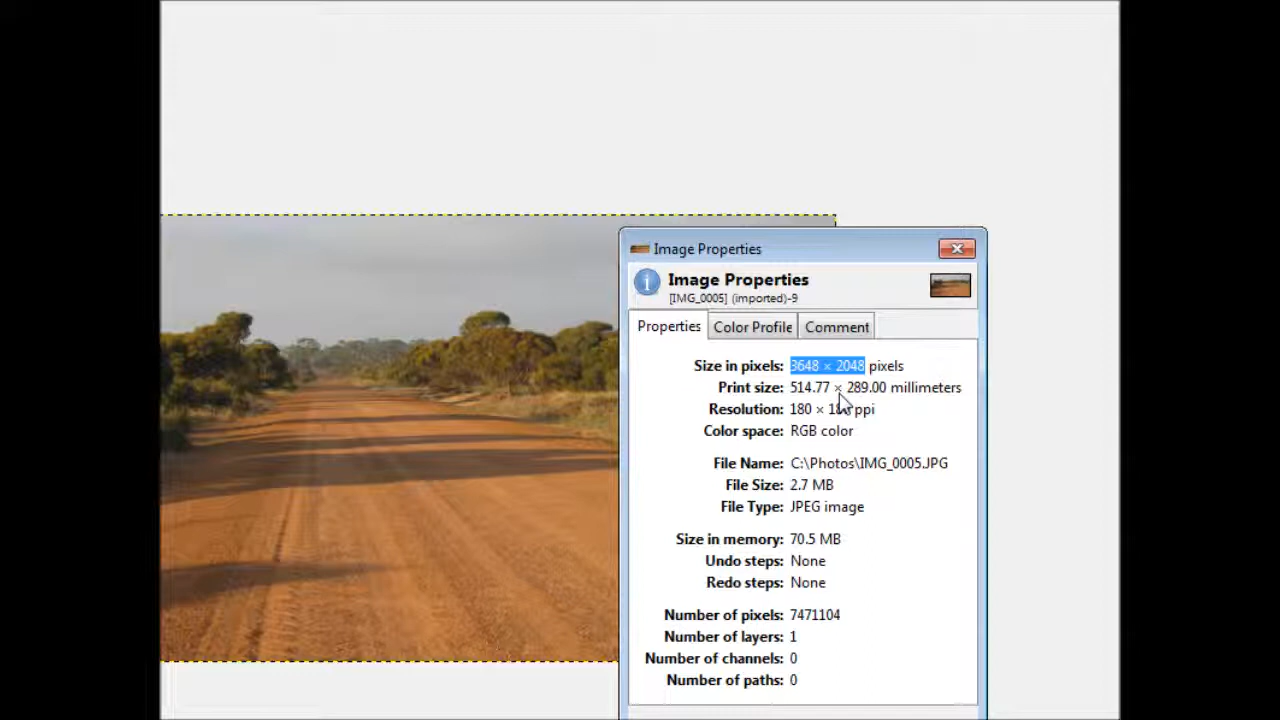 Image Properties
Image Properties
[IMG_0005] (imported)-9
Properties Color Profile Comment
Size in pixels: 3648 × 2048 pixels
Print size: 514.77 × 289.00 millimeters
Resolution: 180 × ppi
Color space: RGB color
File Name: C:\Photos\IMG_0005.JPG
File Size: 2.7 MB
File Type: JPEG image
Size in memory: 70.5 MB
Undo steps: None
Redo steps: None
Number of pixels: 7471104
Number of layers: 1
Number of channels: 0
Number of paths: 0